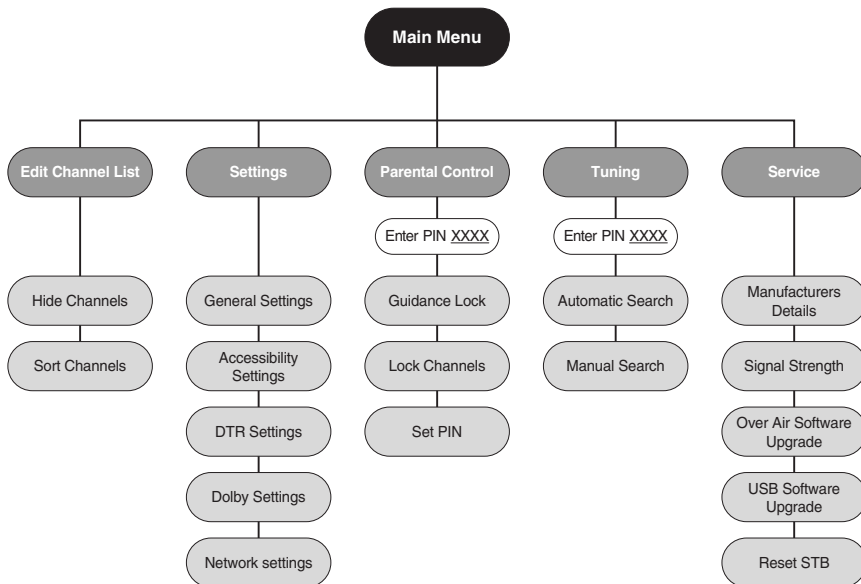 Main Menu
Edit Channel List
Settings
Parental Control
Tuning
Service
Enter PIN XXXX
Enter PIN XXXX
Hide Channels
General Settings
Guidance Lock
Automatic Search
Manufacturers
Details
Sort Channels
Accessibility
Settings
Lock Channels
Manual Search
Signal Strength
DTR Settings
Set PIN
Over Air Software
Upgrade
Dolby Settings
USB Software
Upgrade
Network settings
Reset STB